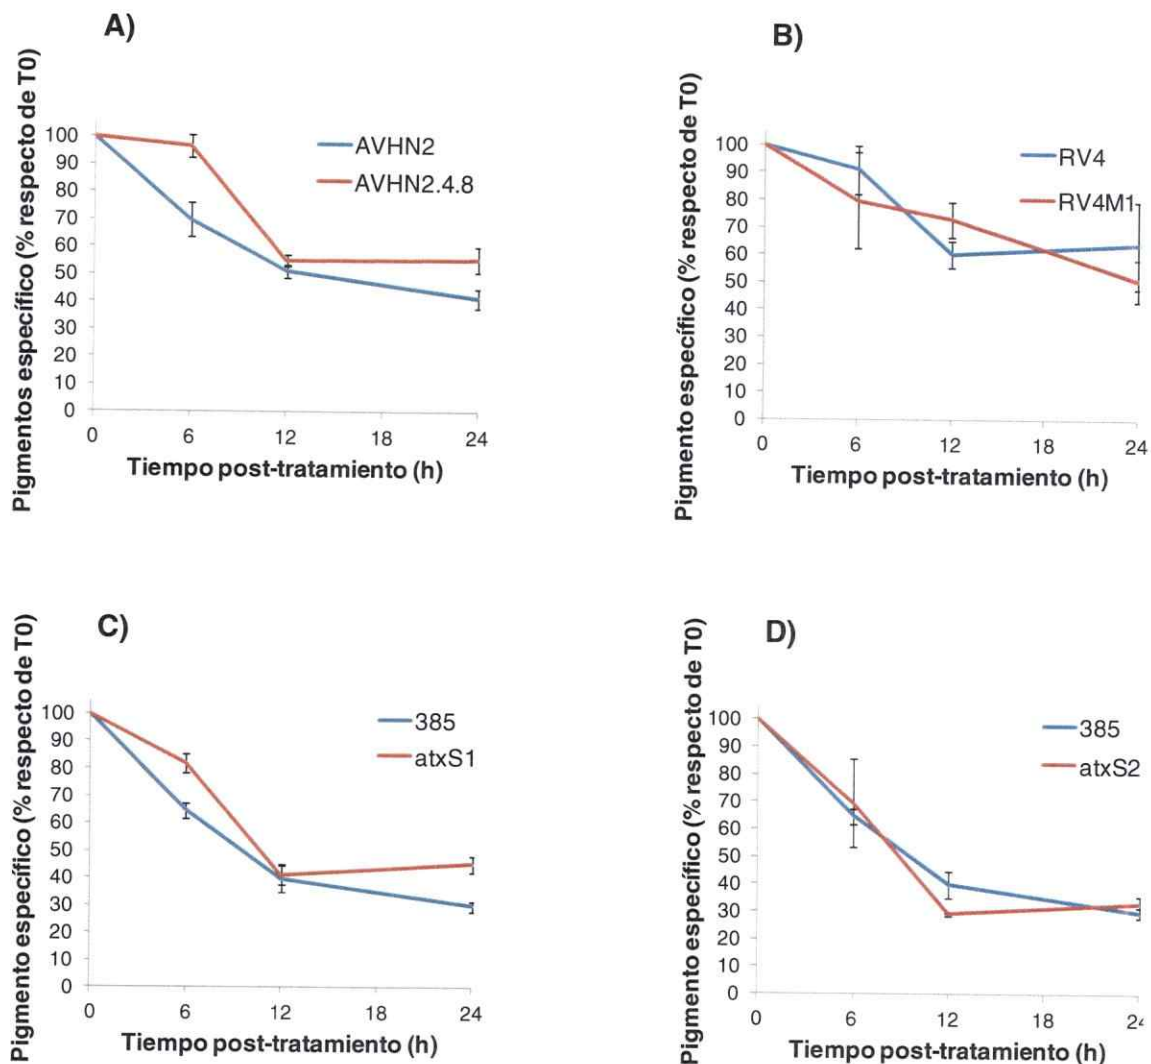 A)
Pigmentos específico (% respecto de T0)
100
90
80
70
60
50
40
30
20
10
0
0 6 12 18 24
Tiempo post-tratamiento (h)
AVHN2
AVHN2.4.8
B)
Pigmento específico (% respecto de T0)
100
90
80
70
60
50
40
30
20
10
0
0 6 12 18 24
Tiempo post-tratamiento (h)
RV4
RV4M1
C)
Pigmento específico (% respecto de T0)
100
90
80
70
60
50
40
30
20
10
0
0 6 12 18 24
Tiempo post-tratamiento (h)
385
atxS1
D)
Pigmento específico (% respecto de T0)
100
90
80
70
60
50
40
30
20
10
0
0 6 12 18 24
Tiempo post-tratamiento (h)
385
atxS2